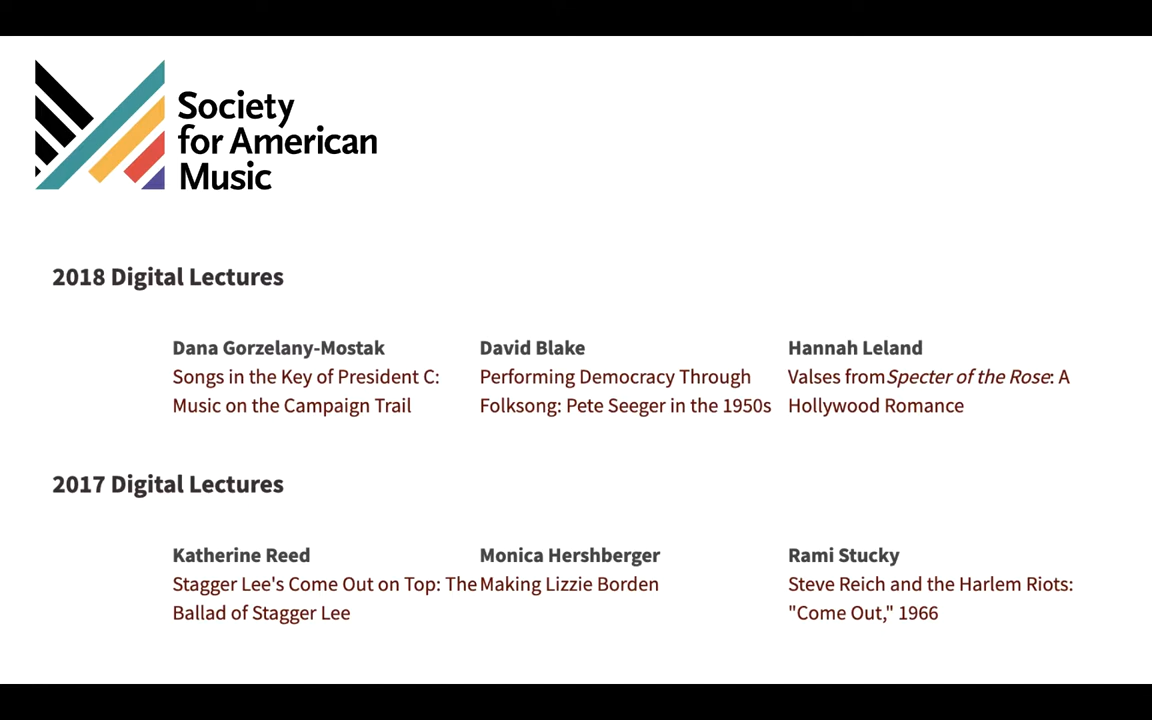 Society
for American
Music
2018 Digital Lectures
Dana Gorzelany-Mostak
Songs in the Key of President C:
Music on the Campaign Trail
David Blake
Performing Democracy Through
Folksong: Pete Seeger in the 1950s
Hannah Leland
Valses fromSpecter of the Rose: A
Hollywood Romance
2017 Digital Lectures
Katherine Reed
Stagger Lee's Come Out on Top: The
Ballad of Stagger Lee
Monica Hershberger
Making Lizzie Borden
Rami Stucky
Steve Reich and the Harlem Riots:
"Come Out," 1966